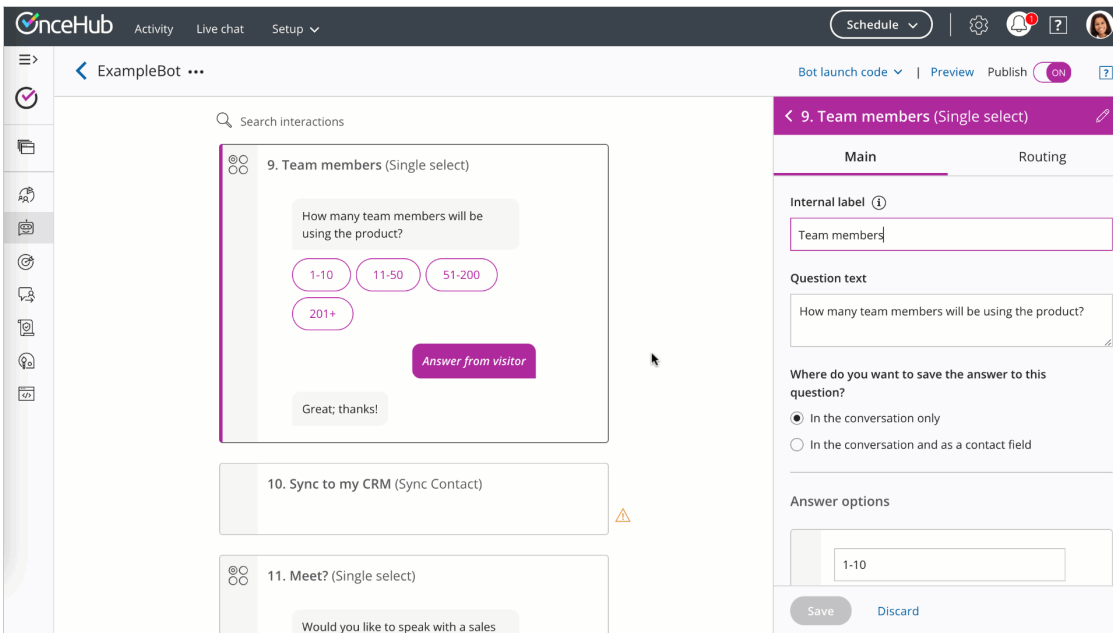 OnceHub
Activity
Live chat
Setup
Schedule
1
?
ExampleBot •••
Bot launch code
|
Preview
Publish
ON
?
Search interactions
9. Team members (Single select)
How many team members will be
using the product?
1-10
11-50
51-200
201+
Answer from visitor
Great; thanks!
10. Sync to my CRM (Sync Contact)
11. Meet? (Single select)
Would you like to speak with a sales
9. Team members (Single select)
Main
Routing
Internal label
Team members
Question text
How many team members will be using the product?
Where do you want to save the answer to this
question?
In the conversation only
In the conversation and as a contact field
Answer options
1-10
Save
Discard